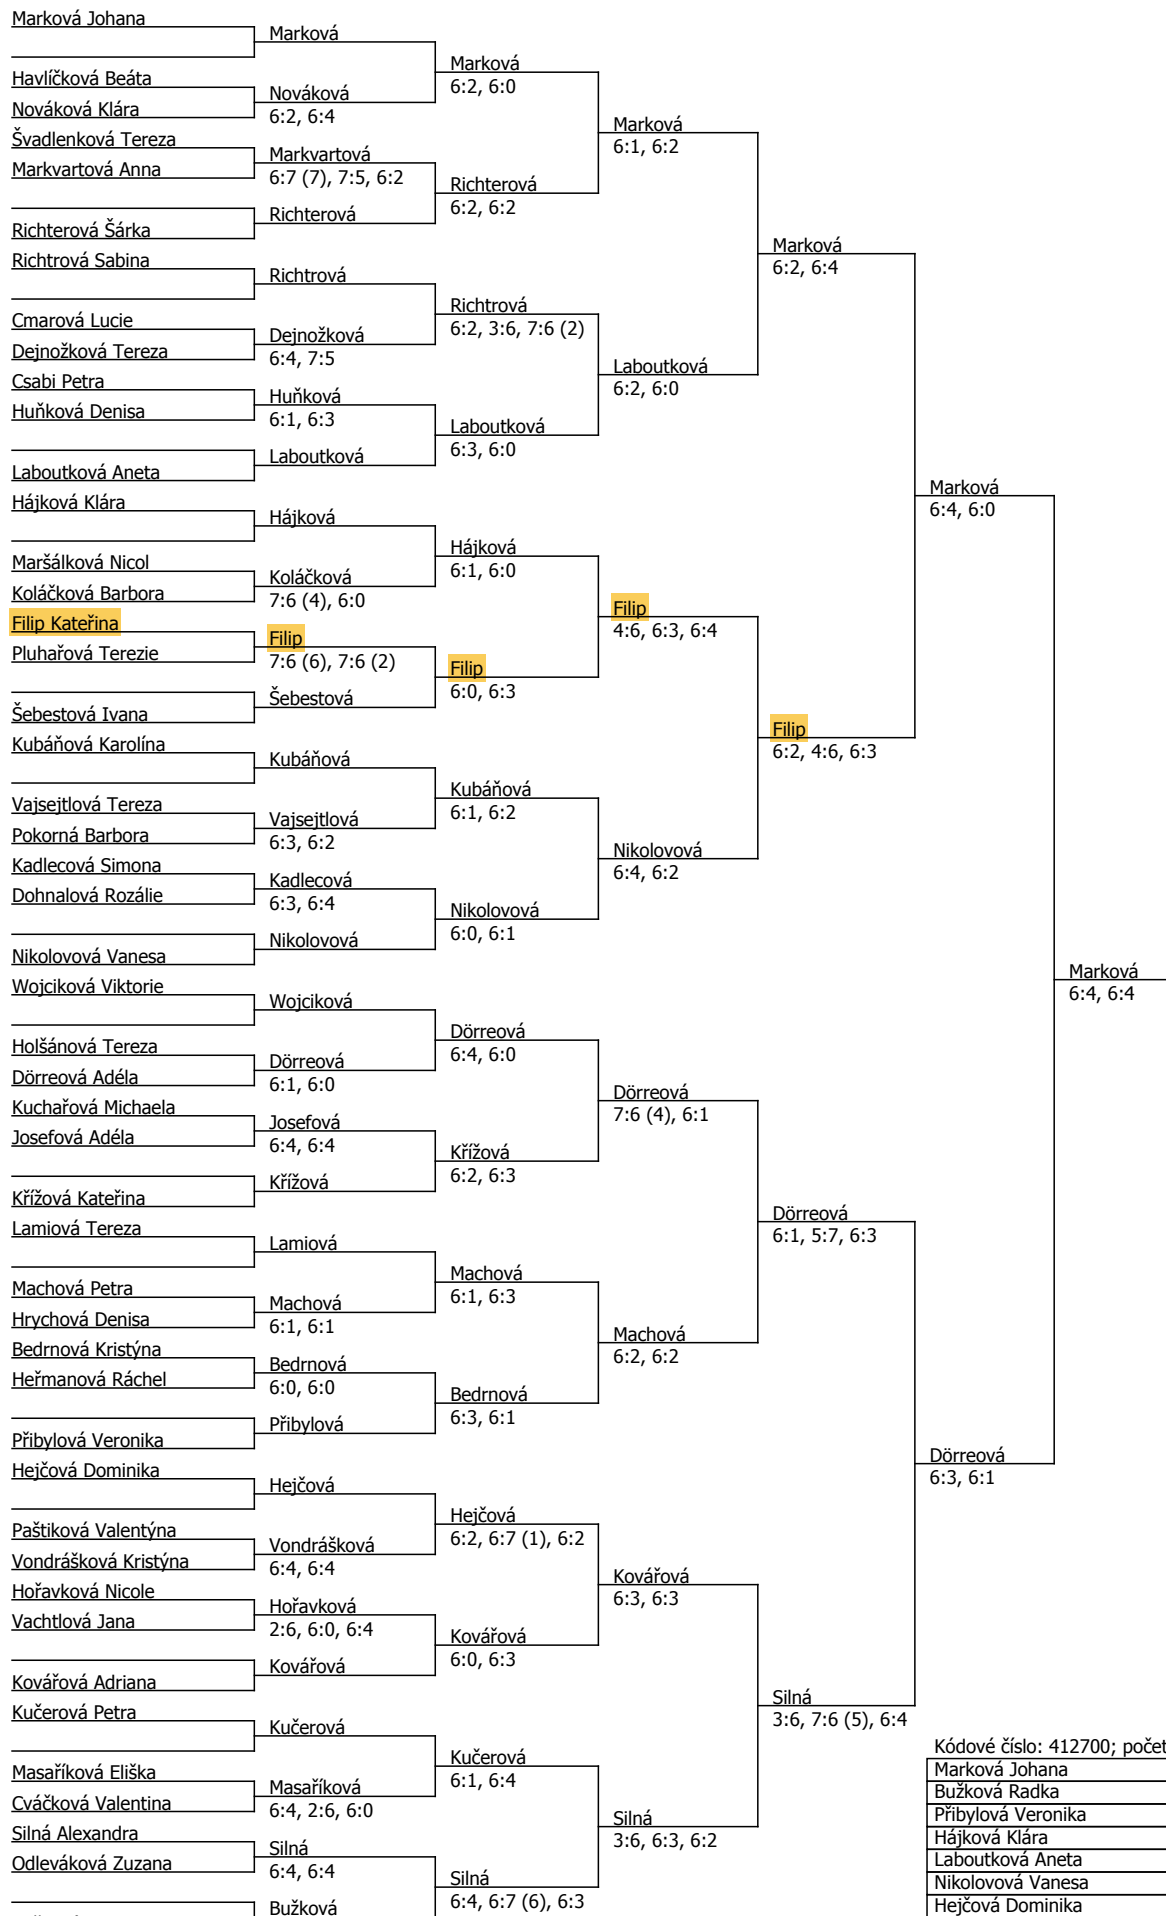 Marková Johana
Havlíčková Beáta
Nováková Klára
Švadlenková Tereza
Markvartová Anna
Richterová Šárka
Richtrová Sabina
Cmarová Lucie
Dejnožková Tereza
Csabi Petra
Huňková Denisa
Laboutková Aneta
Hájková Klára
Maršálková Nicol
Koláčková Barbora
Filip Kateřina
Pluhařová Terezie
Šebestová Ivana
Kubáňová Karolína
Vajsejtlová Tereza
Pokorná Barbora
Kadlecová Simona
Dohnalová Rozálie
Nikolovová Vanesa
Wojciková Viktorie
Holšánová Tereza
Dörreová Adéla
Kuchařová Michaela
Josefová Adéla
Křížová Kateřina
Lamiová Tereza
Machová Petra
Hrychová Denisa
Bedrnová Kristýna
Heřmanová Ráchel
Přibylová Veronika
Hejčová Dominika
Paštiková Valentýna
Vondrášková Kristýna
Hořavková Nicole
Vachtlová Jana
Kovářová Adriana
Kučerová Petra
Masaříková Eliška
Cváčková Valentina
Silná Alexandra
Odleváková Zuzana
Marková
Nováková
6:2, 6:4
Markvartová
6:7 (7), 7:5, 6:2
Richterová
Richtrová
Dejnožková
6:4, 7:5
Huňková
6:1, 6:3
Laboutková
Hájková
Koláčková
7:6 (4), 6:0
Filip
7:6 (6), 7:6 (2)
Šebestová
Kubáňová
Vajsejtlová
6:3, 6:2
Kadlecová
6:3, 6:4
Nikolovová
Wojciková
Dörreová
6:1, 6:0
Josefová
6:4, 6:4
Křížová
Lamiová
Machová
6:1, 6:1
Bedrnová
6:0, 6:0
Přibylová
Hejčová
Vondrášková
6:4, 6:4
Hořavková
2:6, 6:0, 6:4
Kovářová
Kučerová
Masaříková
6:4, 2:6, 6:0
Silná
6:4, 6:4
Bužková
Marková
6:2, 6:0
Richterová
6:2, 6:2
Richtrová
6:2, 3:6, 7:6 (2)
Laboutková
6:3, 6:0
Hájková
6:1, 6:0
Filip
6:0, 6:3
Kubáňová
6:1, 6:2
Nikolovová
6:0, 6:1
Dörreová
6:4, 6:0
Křížová
6:2, 6:3
Machová
6:1, 6:3
Bedrnová
6:3, 6:1
Hejčová
6:2, 6:7 (1), 6:2
Kovářová
6:0, 6:3
Kučerová
6:1, 6:4
Silná
6:4, 6:7 (6), 6:3
Marková
6:1, 6:2
Laboutková
6:2, 6:0
Filip
4:6, 6:3, 6:4
Nikolovová
6:4, 6:2
Dörreová
7:6 (4), 6:1
Machová
6:2, 6:2
Kovářová
6:3, 6:3
Silná
3:6, 6:3, 6:2
Marková
6:2, 6:4
Filip
6:2, 4:6, 6:3
Dörreová
6:1, 5:7, 6:3
Silná
3:6, 7:6 (5), 6:4
Marková
6:4, 6:0
Dörreová
6:3, 6:1
Marková
6:4, 6:4
Kódové číslo: 412700; počet
Marková Johana
Bužková Radka
Přibylová Veronika
Hájková Klára
Laboutková Aneta
Nikolovová Vanesa
Hejčová Dominika